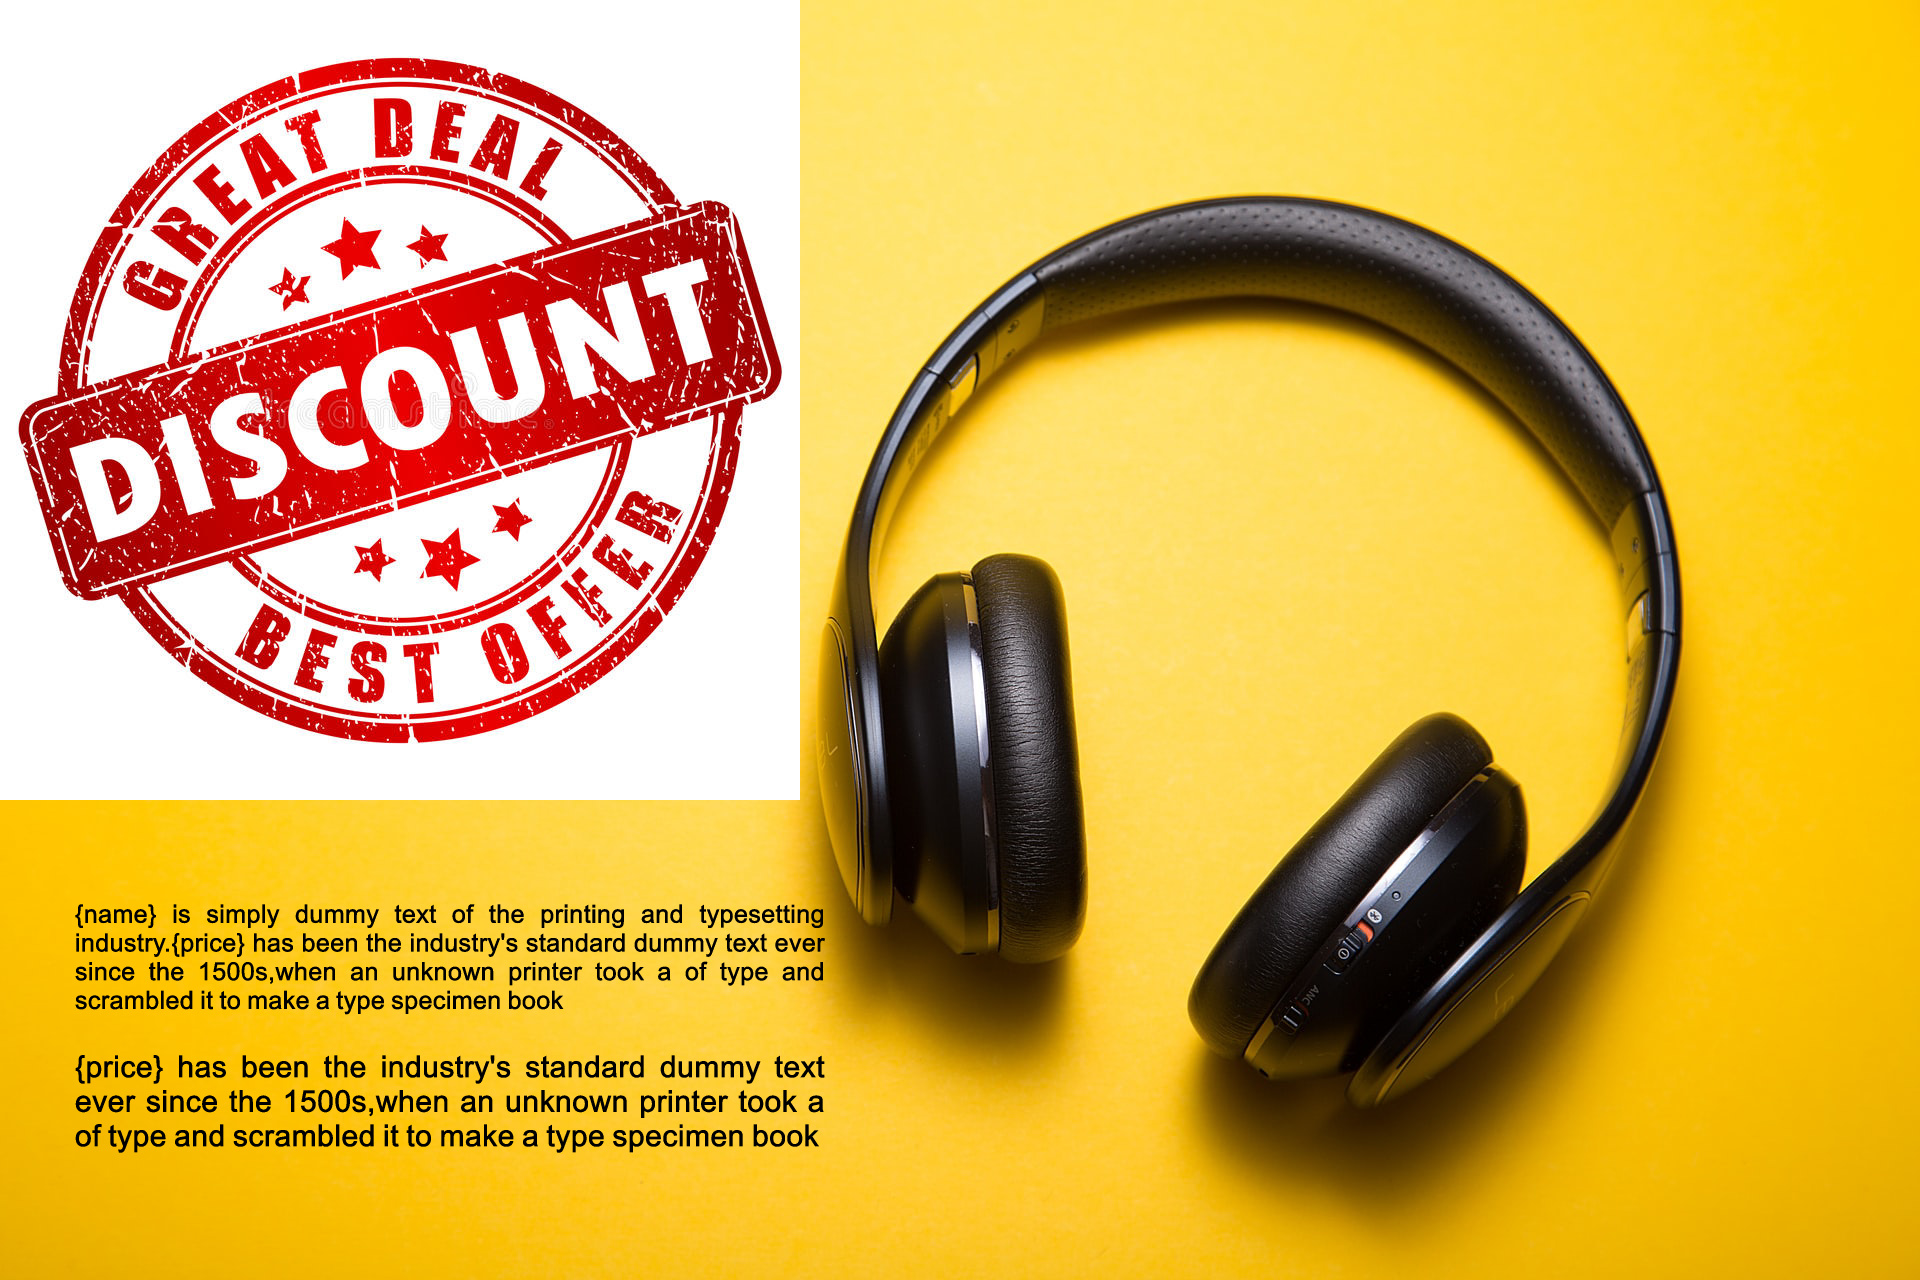 GREAT DEAL
DISCOUNT
BEST OFFER
{name} is simply dummy text of the printing and typesetting
industry.{price} has been the industry's standard dummy text ever
since the 1500s,when an unknown printer took a of type and
scrambled it to make a type specimen book
{price} has been the industry's standard dummy text
ever since the 1500s,when an unknown printer took a
of type and scrambled it to make a type specimen book
ANC